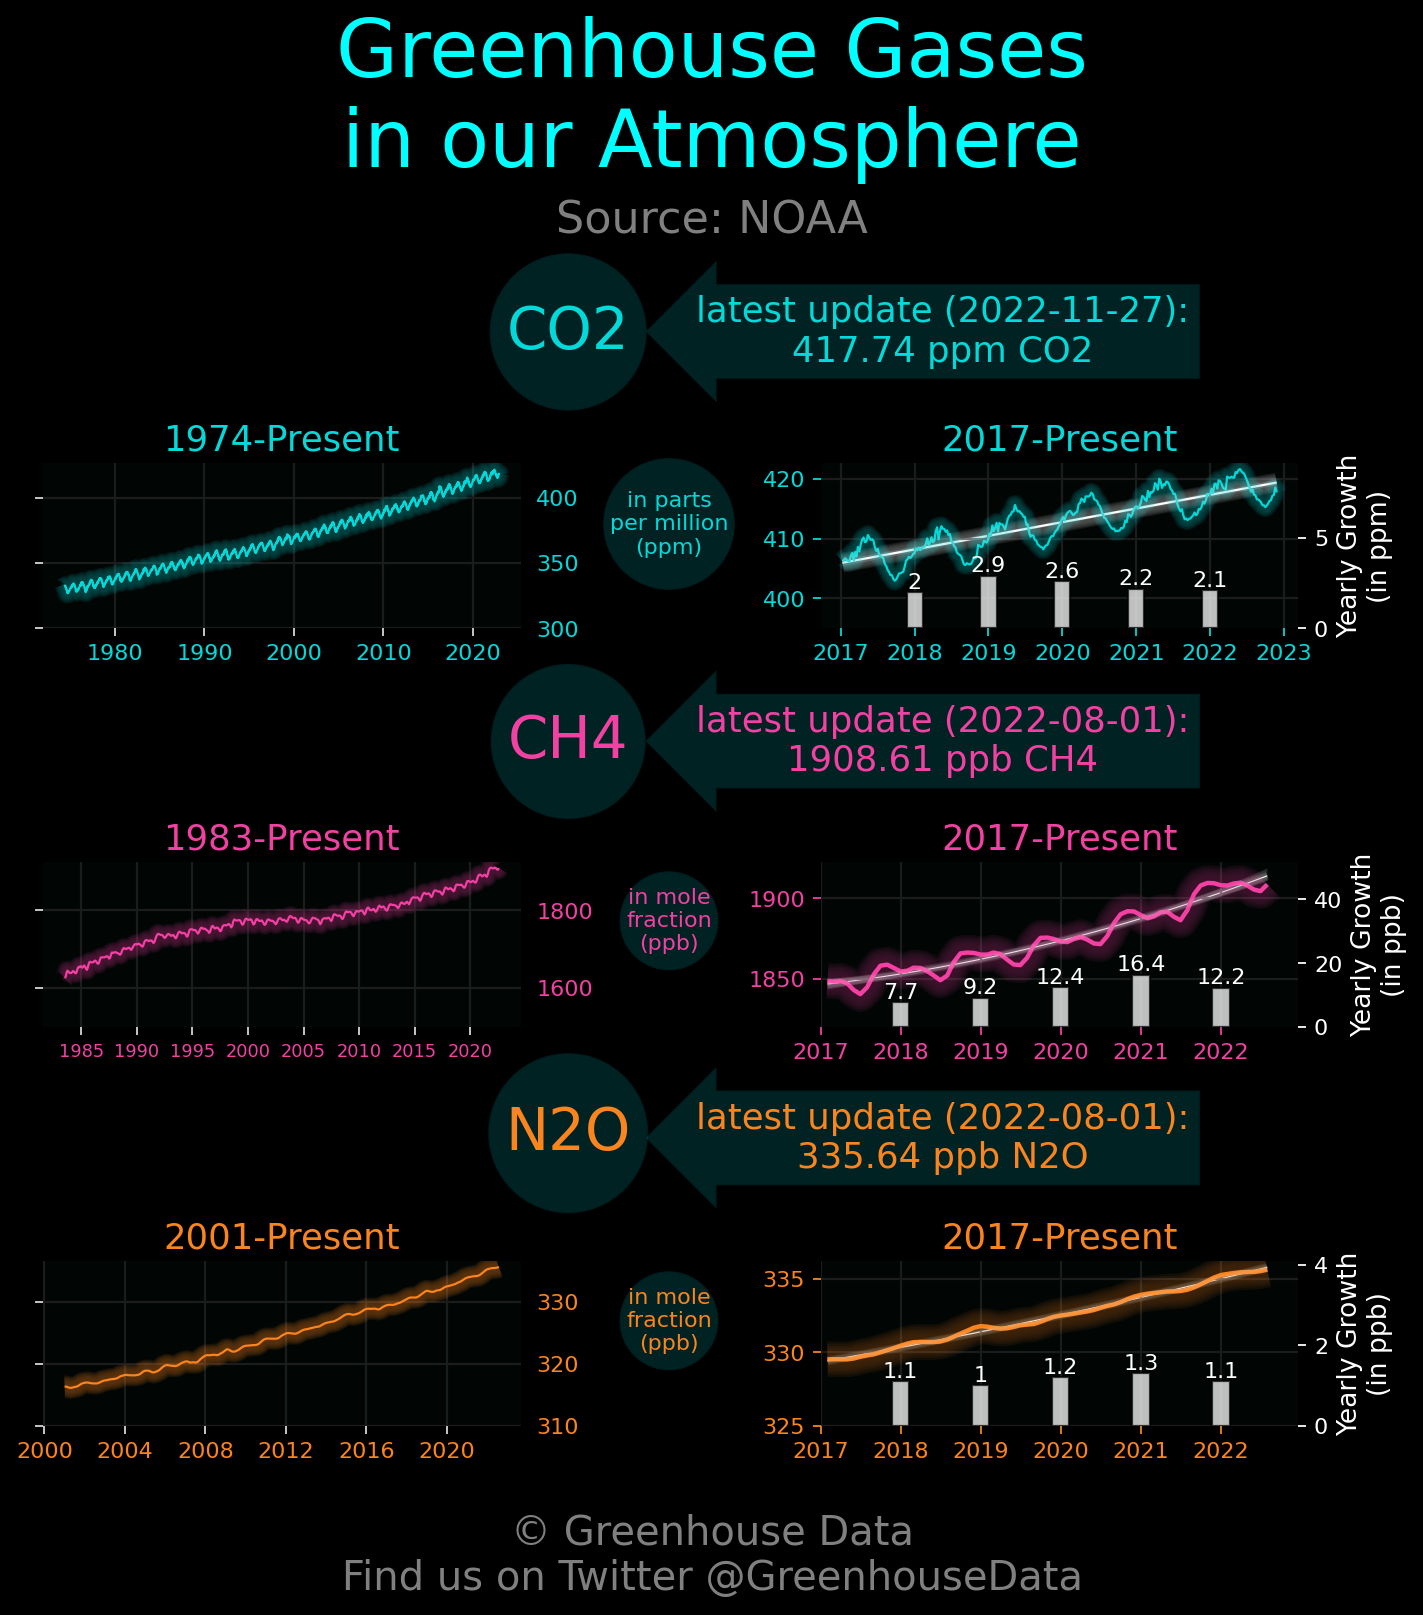 Greenhouse Gases
in our Atmosphere
Source: NOAA
CO2
latest update (2022-11-27):
417.74 ppm CO2
1974-Present
400
350
300
1980 1990 2000 2010 2020
in parts
per million
(ppm)
2017-Present
420
410
400
2 2.9 2.6 2.2 2.1
5
0
Yearly Growth
(in ppm)
2017 2018 2019 2020 2021 2022 2023
CH4
latest update (2022-08-01):
1908.61 ppb CH4
1983-Present
1800
1600
1985 1990 1995 2000 2005 2010 2015 2020
in mole
fraction
(ppb)
2017-Present
1900
1850
7.7 9.2 12.4 16.4 12.2
40
20
0
Yearly Growth
(in ppb)
2017 2018 2019 2020 2021 2022
N2O
latest update (2022-08-01):
335.64 ppb N2O
2001-Present
330
320
310
2000 2004 2008 2012 2016 2020
in mole
fraction
(ppb)
2017-Present
335
330
325
1.1 1 1.2 1.3 1.1
4
2
0
Yearly Growth
(in ppb)
2017 2018 2019 2020 2021 2022
© Greenhouse Data
Find us on Twitter @GreenhouseData